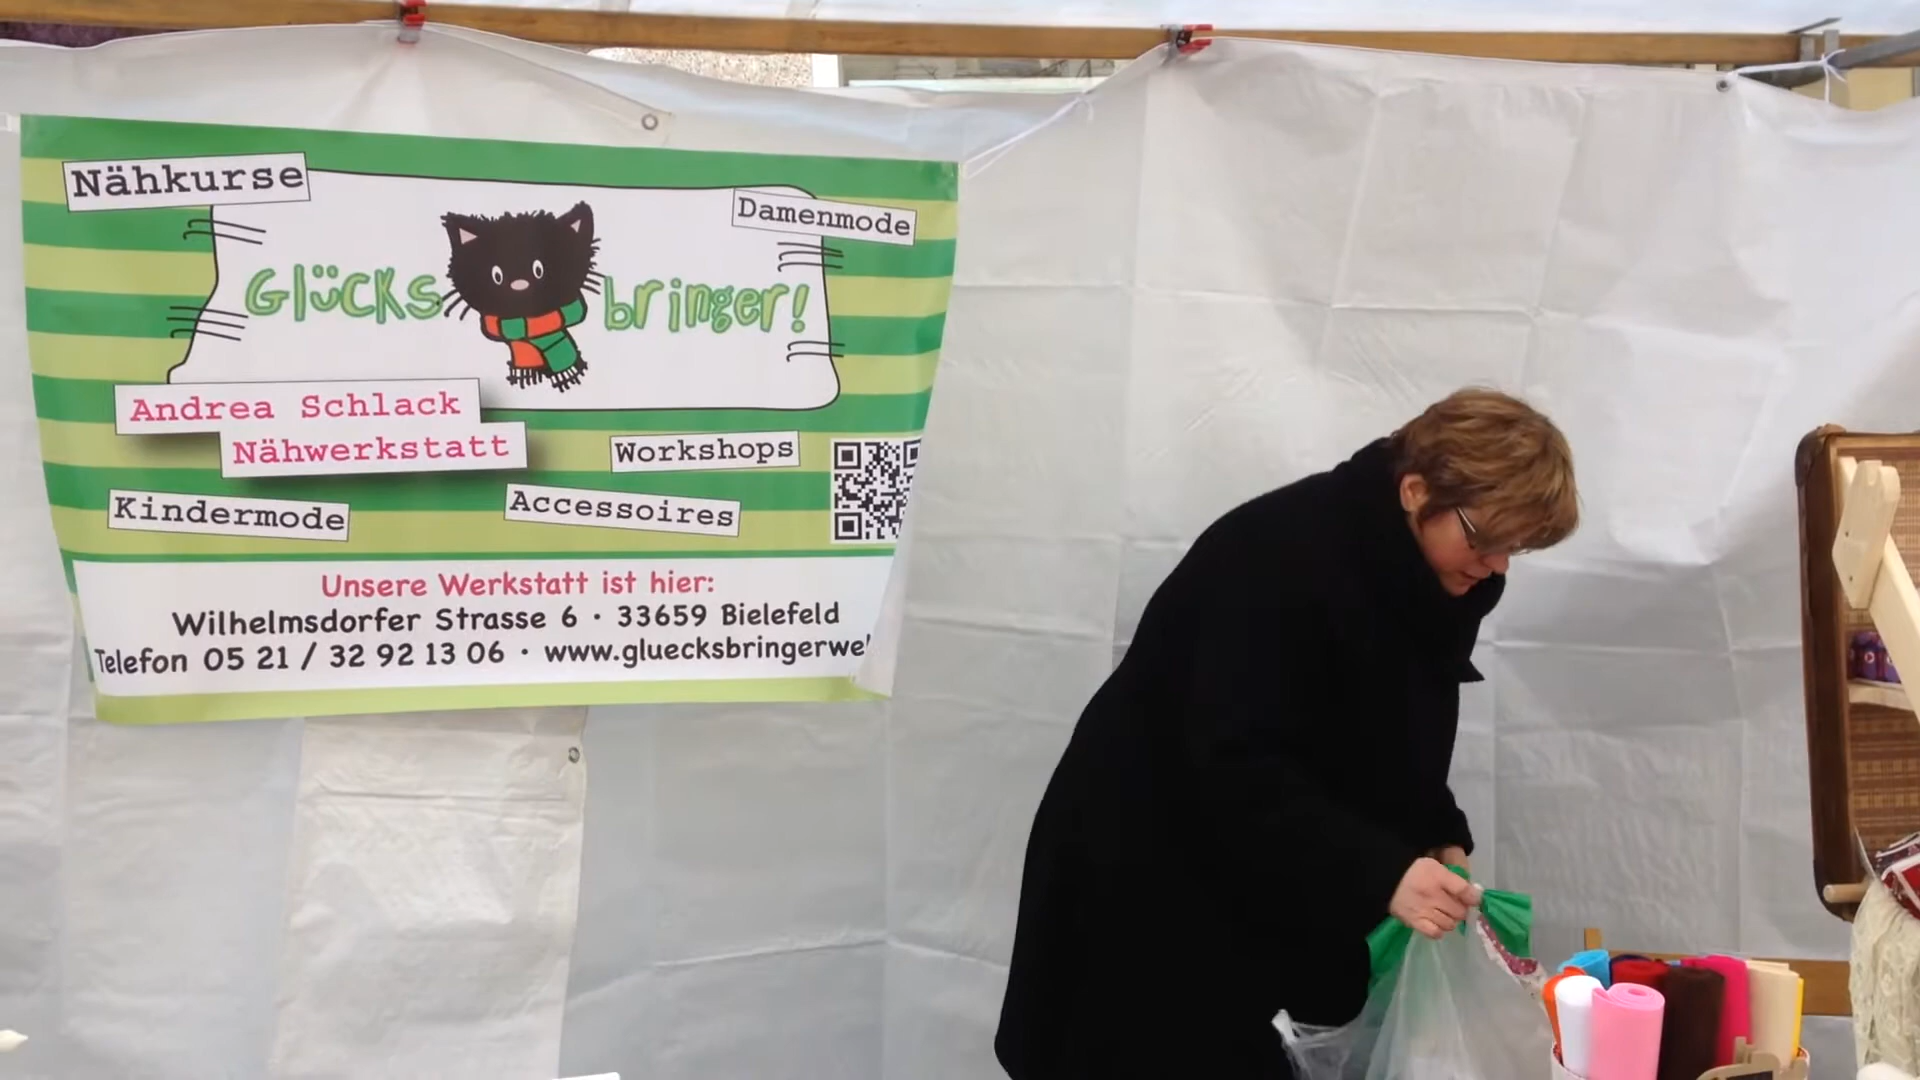 Nähkurse
Damenmode
Glücks bringer!
Andrea Schlack
Nähwerkstatt
Workshops
Kindermode
Accessoires
Unsere Werkstatt ist hier:
Wilhelmsdorfer Strasse 6 · 33659 Bielefeld
Telefon 05 21 / 32 92 13 06 · www.gluecksbringerwe